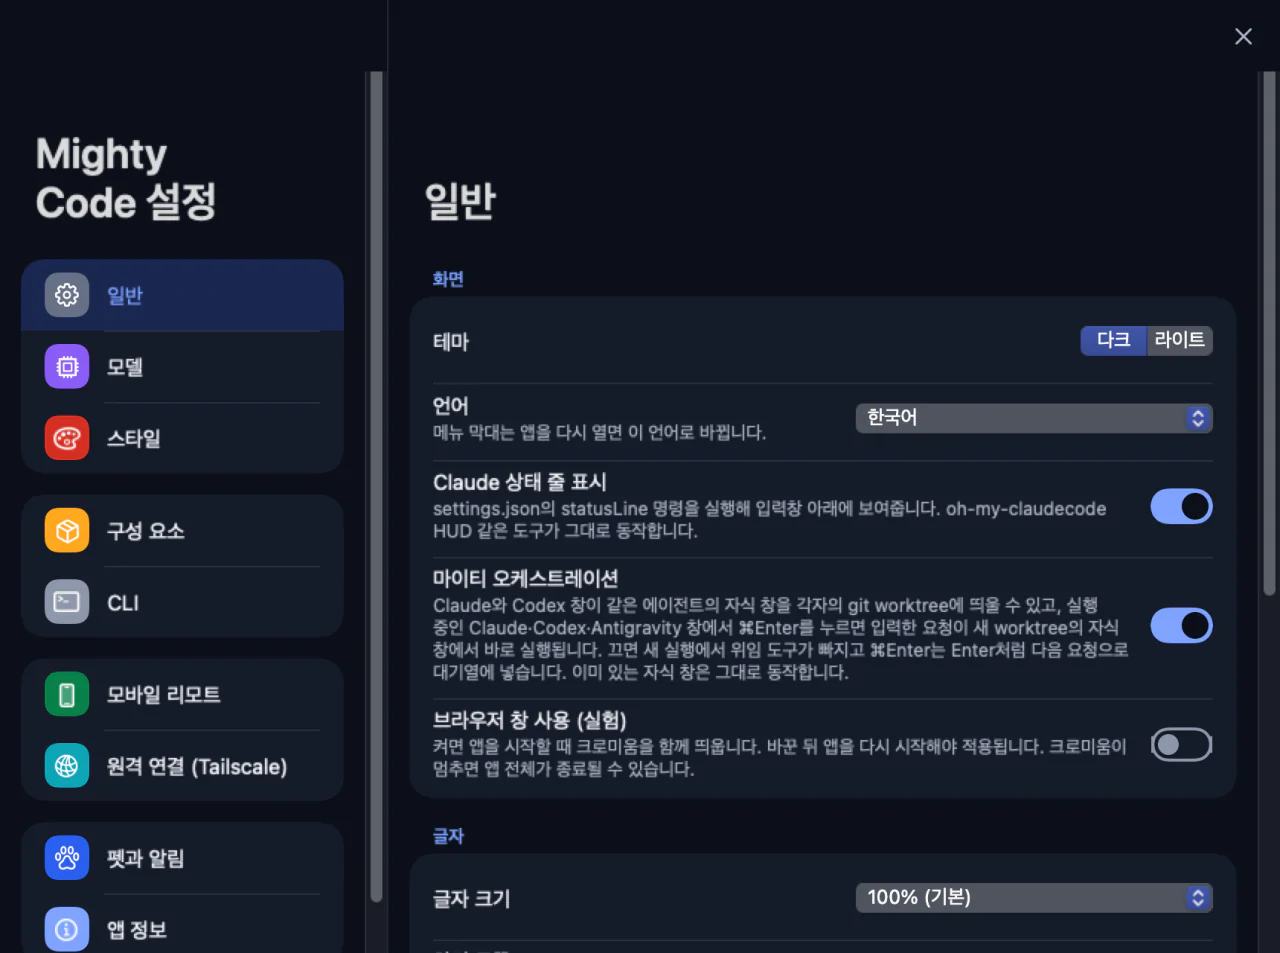 Mighty
Code 설정
일반
모델
스타일
구성 요소
CLI
모바일 리모트
원격 연결 (Tailscale)
펫과 알림
앱 정보
일반
화면
테마
다크
라이트
언어
메뉴 막대는 앱을 다시 열면 이 언어로 바뀝니다.
한국어
Claude 상태 줄 표시
settings.json의 statusLine 명령을 실행해 입력창 아래에 보여줍니다. oh-my-claudecode
HUD 같은 도구가 그대로 동작합니다.
마이티 오케스트레이션
Claude와 Codex 창이 같은 에이전트의 자식 창을 각자의 git worktree에 띄울 수 있고, 실행
중인 Claude·Codex·Antigravity 창에서 ⌘Enter를 누르면 입력한 요청이 새 worktree의 자식
창에서 바로 실행됩니다. 끄면 새 실행에서 위임 도구가 빠지고 ⌘Enter는 Enter처럼 다음 요청으로
대기열에 넣습니다. 이미 있는 자식 창은 그대로 동작합니다.
브라우저 창 사용 (실험)
켜면 앱을 시작할 때 크로미움을 함께 띄웁니다. 바꾼 뒤 앱을 다시 시작해야 적용됩니다. 크로미움이
멈추면 앱 전체가 종료될 수 있습니다.
글자
글자 크기
100% (기본)